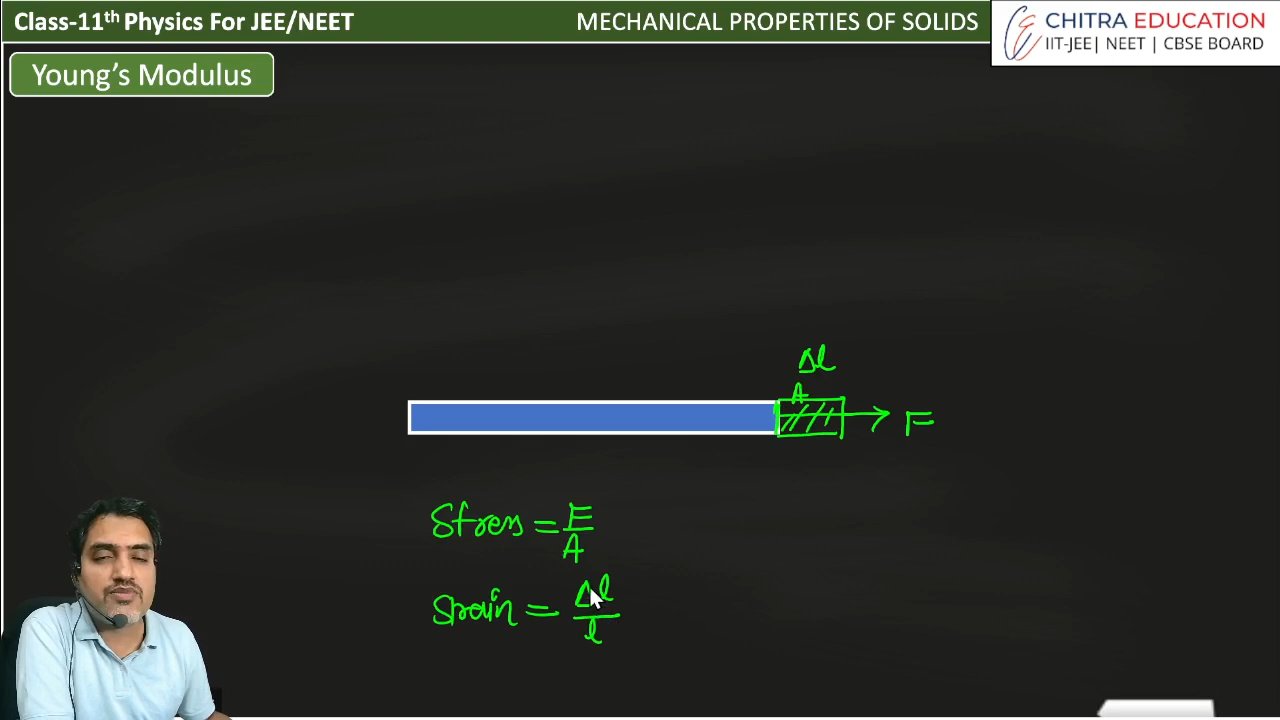 Class-11th Physics For JEE/NEET
MECHANICAL PROPERTIES OF SOLIDS
CHITRA EDUCATION
IIT-JEE| NEET | CBSE BOARD
Young's Modulus
Δl
A
F
Stress = F/A
Strain = Δl/l